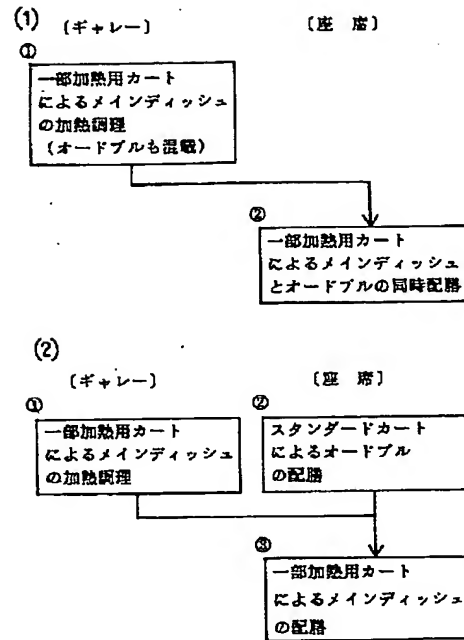 (1)
〔ギャレー〕 〔座席〕
①
一部加熱用カート
によるメインディッシュ
の加熱調理
(オードブルも混載)
②
一部加熱用カート
によるメインディッシュ
とオードブルの同時配膳
(2)
〔ギャレー〕 〔座席〕
① ②
一部加熱用カート
によるメインディッシュ
の加熱調理
スタンダードカート
によるオードブル
の配膳
③
一部加熱用カート
によるメインディッシュ
の配膳